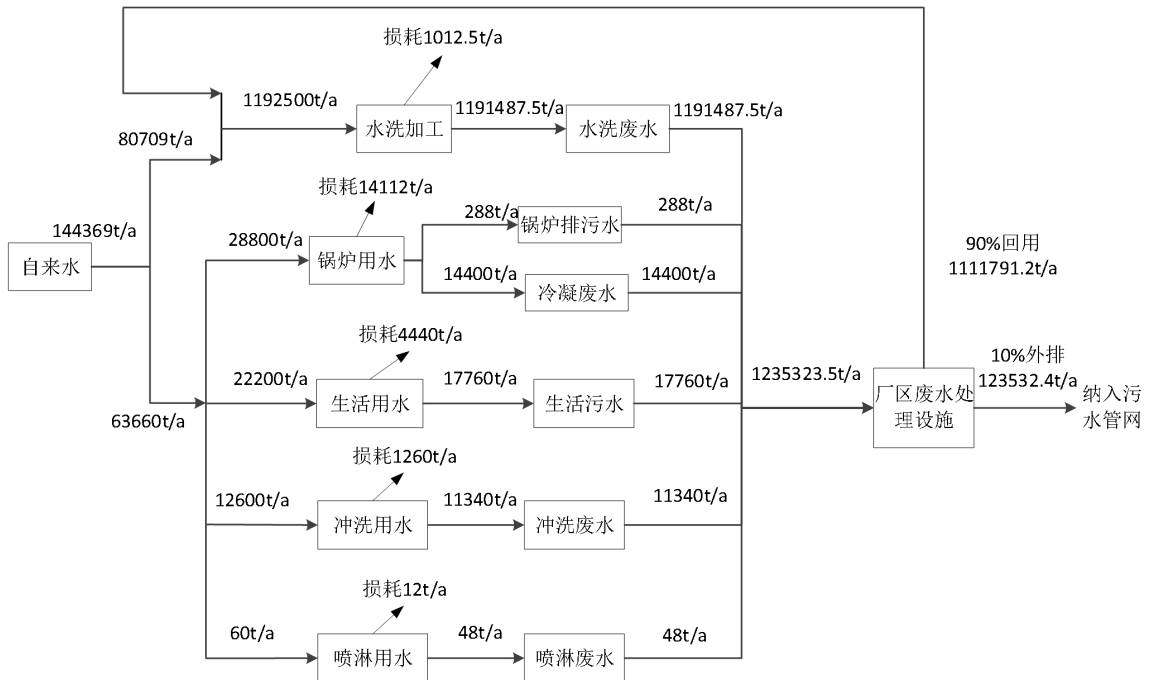 损耗1012.5t/a
1192500t/a
水洗加工
1191487.5t/a
水洗废水
1191487.5t/a
80709t/a
损耗14112t/a
144369t/a
自来水
28800t/a
锅炉用水
288t/a
锅炉排污水
288t/a
14400t/a
冷凝废水
14400t/a
90%回用
1111791.2t/a
损耗4440t/a
22200t/a
生活用水
17760t/a
生活污水
17760t/a
63660t/a
1235323.5t/a
厂区废水处
理设施
10%外排
123532.4t/a
纳入污
水管网
损耗1260t/a
12600t/a
冲洗用水
11340t/a
冲洗废水
11340t/a
损耗12t/a
60t/a
喷淋用水
48t/a
喷淋废水
48t/a